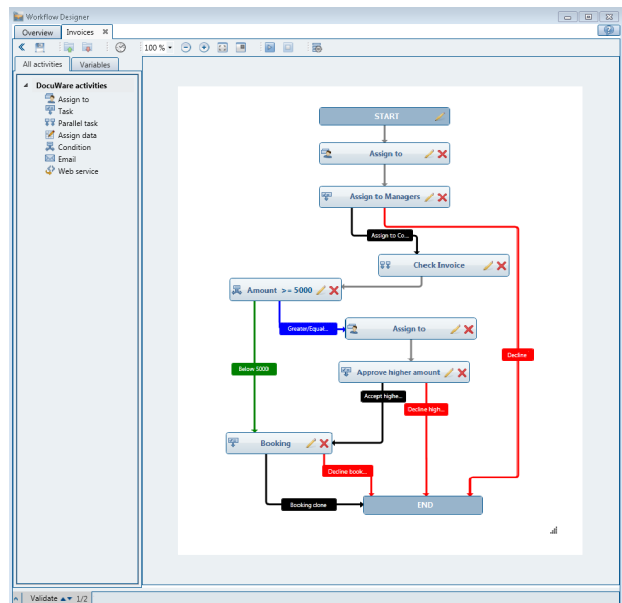 Workflow Designer
Overview
Invoices
100 %
All activities
Variables
DocuWare activities
Assign to
Task
Parallel task
Assign data
Condition
Email
Web service
START
Assign to
Assign to Managers
Assign to Co...
Check Invoice
Amount >= 5000
Greater/Equal...
Assign to
Decline
Below 5000
Approve higher amount
Accept highe...
Decline high...
Booking
Decline book...
Booking done
END
Validate
1/2